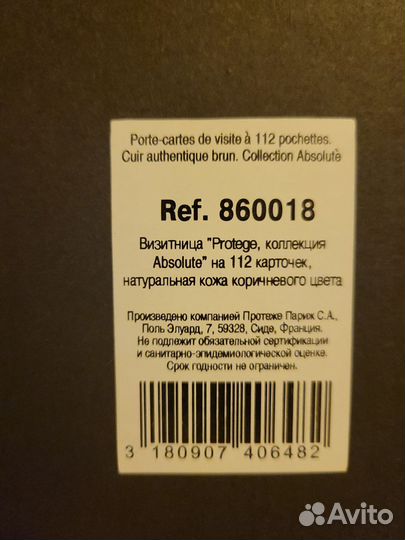 Porte-cartes de visite à 112 pochettes.
Cuir authentique brun. Collection Absolutè
Ref. 860018
Визитница "Protege, коллекция
Absolute" на 112 карточек,
натуральная кожа коричневого цвета
Произведено компанией Протеже Париж С.А.,
Поль Элуард, 7, 59328, Сиде, Франция.
Не подлежит обязательной сертификации
и санитарно-эпидемиологической оценке.
Срок годности не ограничен.
3 180907 406482
Avito